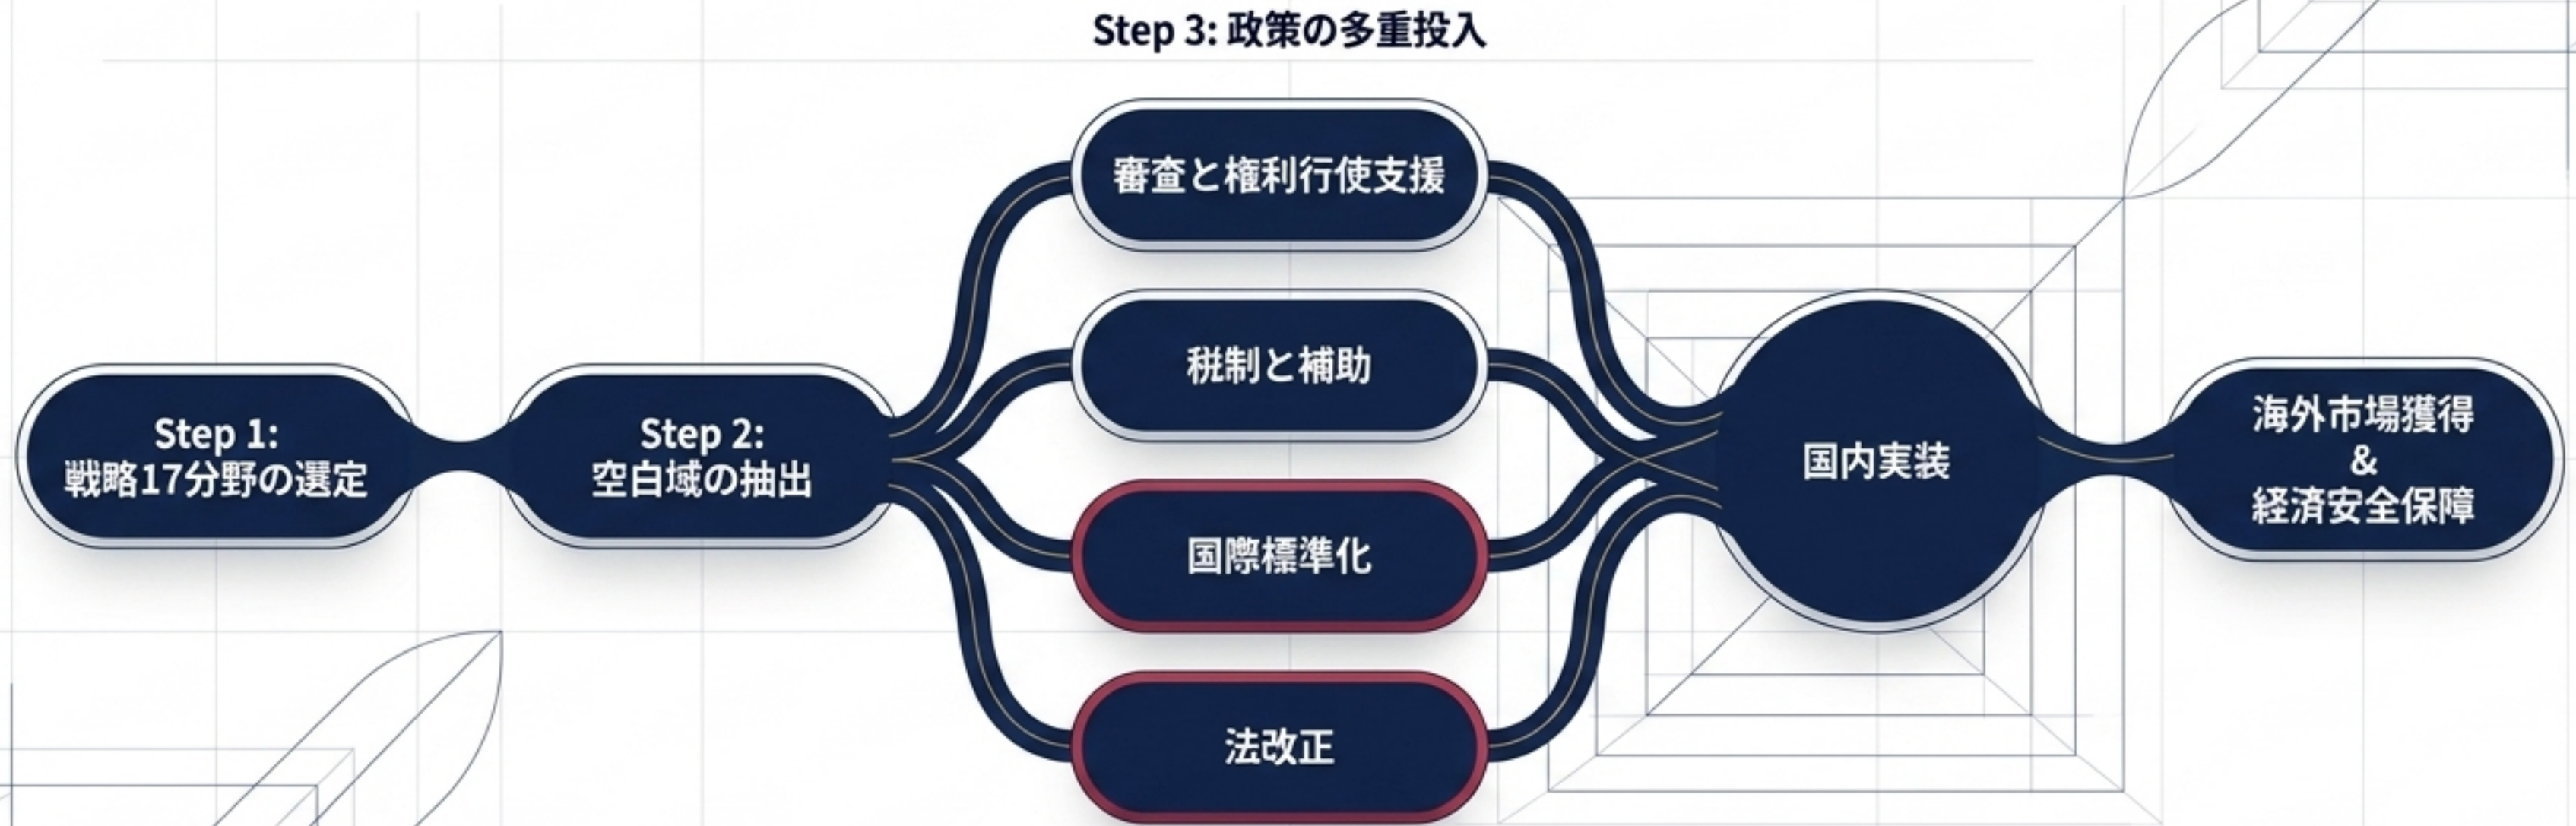 Step 3: 政策の多重投入
Step 1:
戦略17分野の選定
Step 2:
空白域の抽出
審査と権利行使支援
税制と補助
国際標準化
法改正
国内実装
海外市場獲得
&
経済安全保障